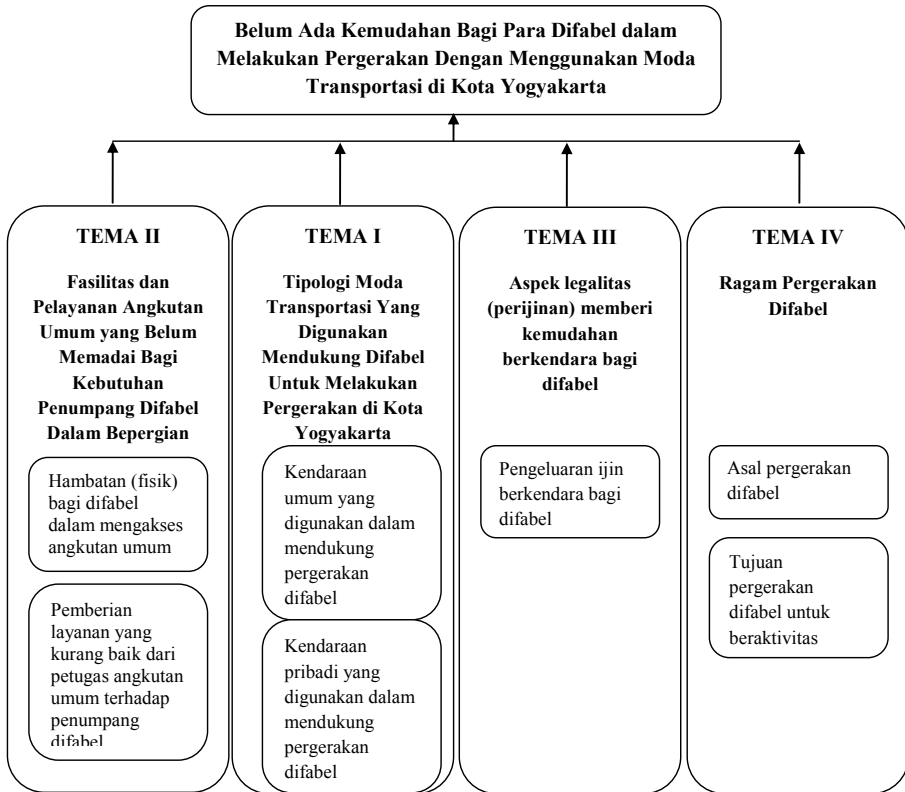 Belum Ada Kemudahan Bagi Para Difabel dalam
Melakukan Pergerakan Dengan Menggunakan Moda
Transportasi di Kota Yogyakarta
TEMA II
Fasilitas dan
Pelayanan Angkutan
Umum yang Belum
Memadai Bagi
Kebutuhan
Penumpang Difabel
Dalam Bepergian
Hambatan (fisik)
bagi difabel
dalam mengakses
angkutan umum
Pemberian
layanan yang
kurang baik dari
petugas angkutan
umum terhadap
penumpang
difabel
TEMA I
Tipologi Moda
Transportasi Yang
Digunakan
Mendukung Difabel
Untuk Melakukan
Pergerakan di Kota
Yogyakarta
Kendaraan
umum yang
digunakan dalam
mendukung
pergerakan
difabel
Kendaraan
pribadi yang
digunakan dalam
mendukung
pergerakan
difabel
TEMA III
Aspek legalitas
(perijinan) memberi
kemudahan
berkendara bagi
difabel
Pengeluaran ijin
berkendara bagi
difabel
TEMA IV
Ragam Pergerakan
Difabel
Asal pergerakan
difabel
Tujuan
pergerakan
difabel untuk
beraktivitas